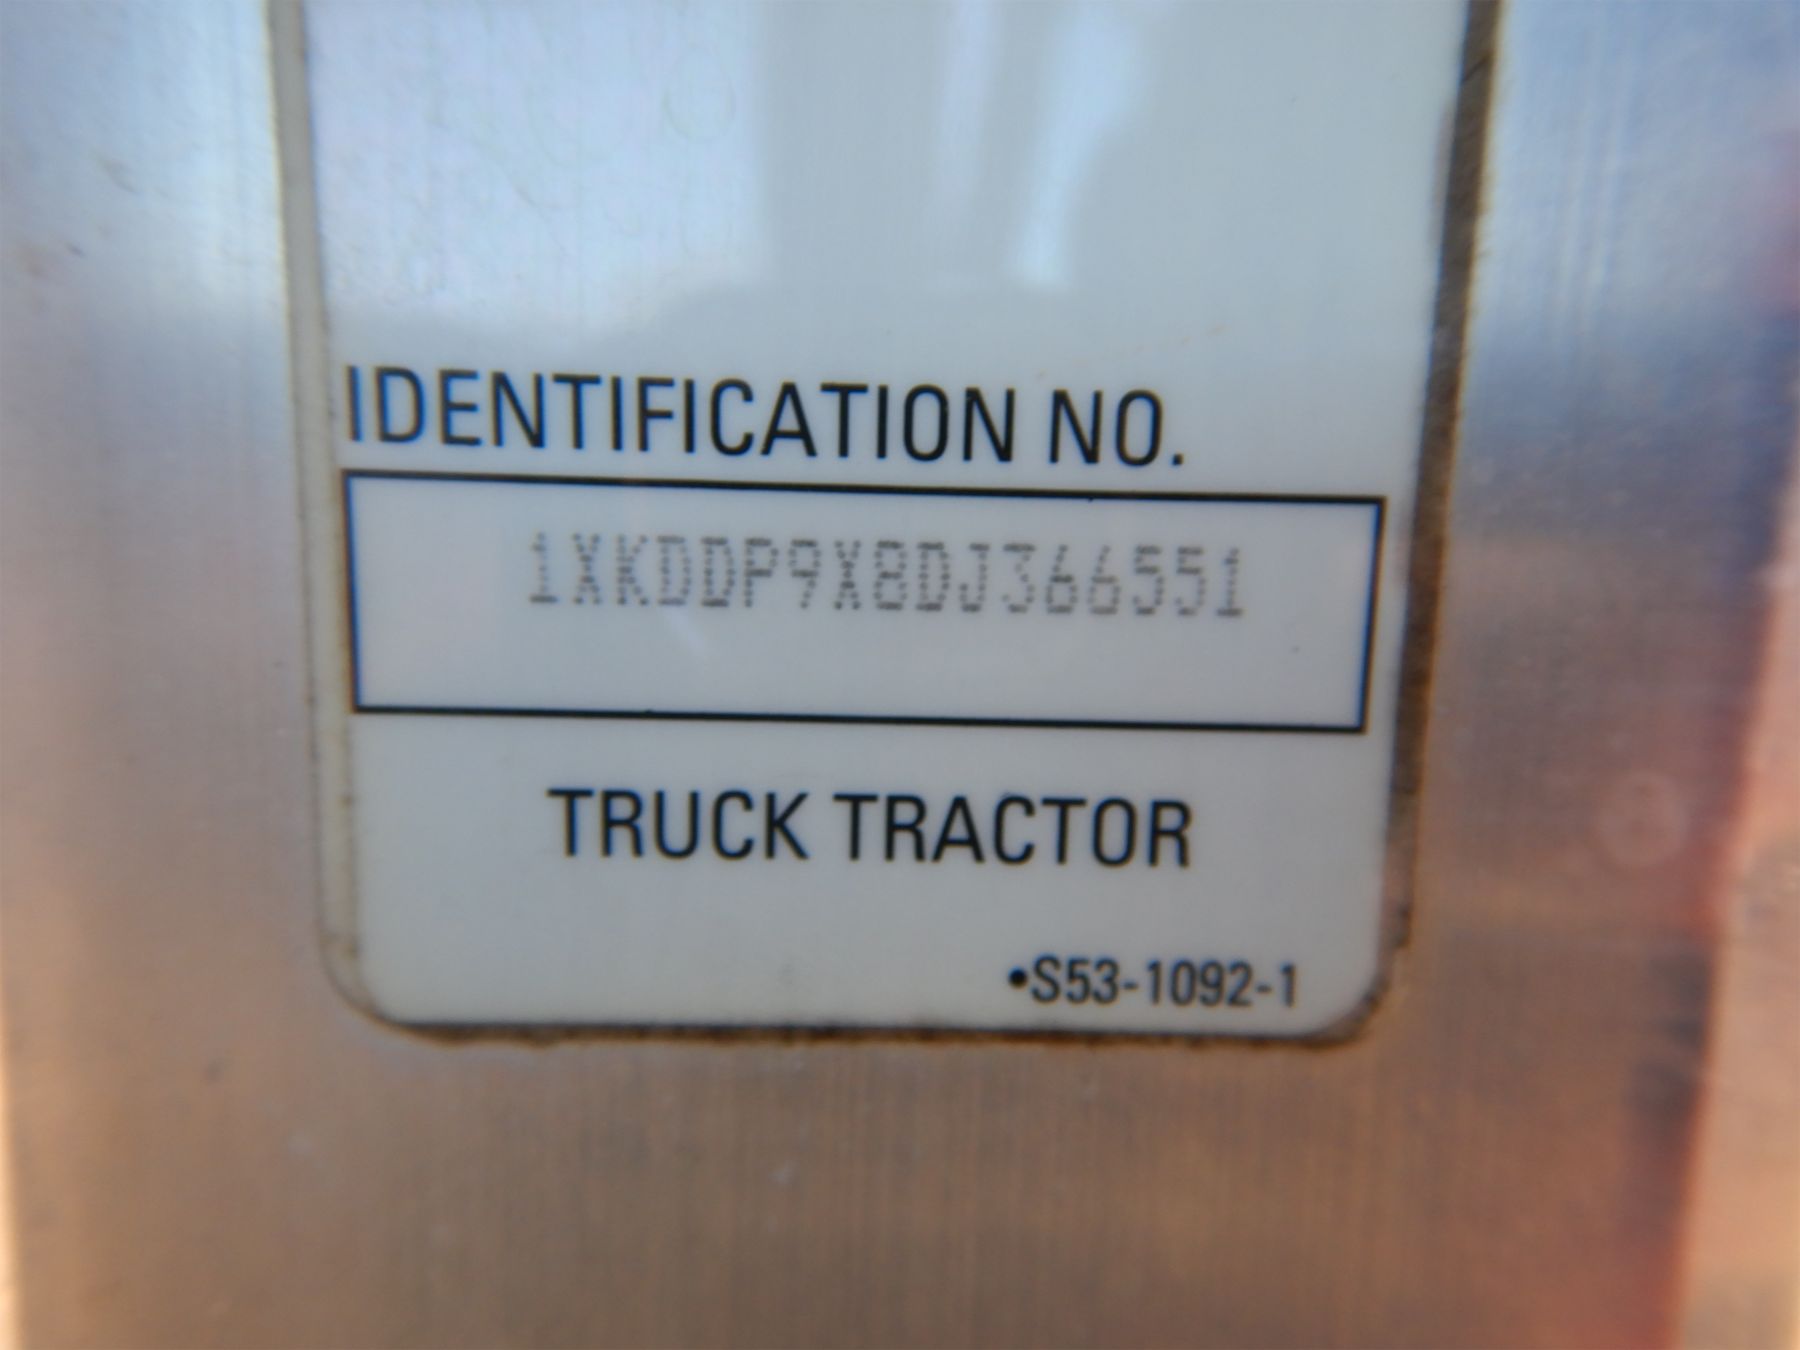 IDENTIFICATION NO.
1XKDDP9X8DJ366551
TRUCK TRACTOR
•S53-1092-1